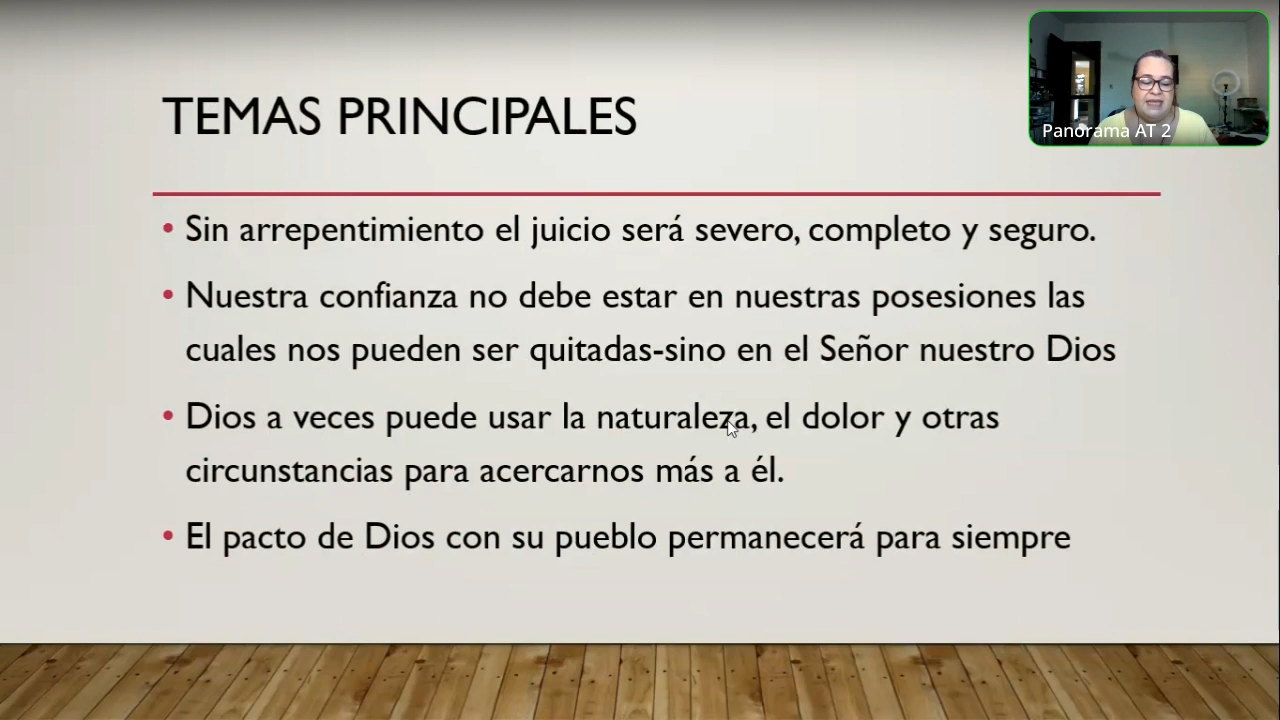 TEMAS PRINCIPALES
Panorama AT 2
• Sin arrepentimiento el juicio será severo, completo y seguro.
• Nuestra confianza no debe estar en nuestras posesiones las
cuales nos pueden ser quitadas-sino en el Señor nuestro Dios
• Dios a veces puede usar la naturaleza, el dolor y otras
circunstancias para acercarnos más a él.
• El pacto de Dios con su pueblo permanecerá para siempre